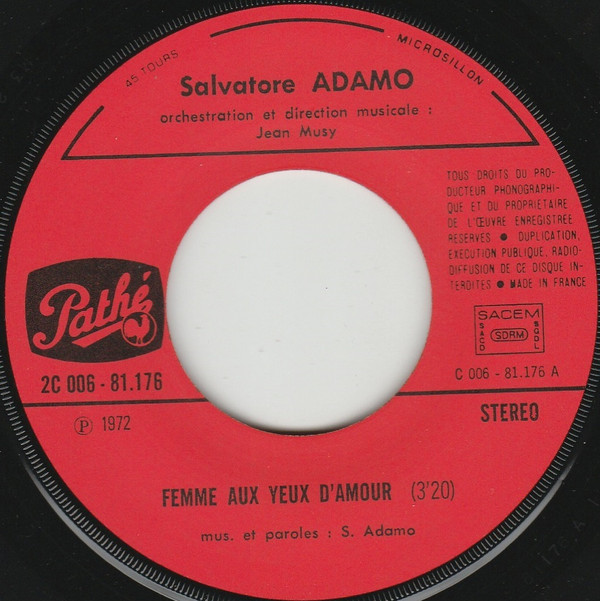 45 TOURS
MICROSILLON
Salvatore ADAMO
orchestration et direction musicale :
Jean Musy
TOUS DROITS DU PRO-
DUCTEUR PHONOGRAPHI-
QUE ET DU PROPRIETAIRE
DE L'ŒUVRE ENREGISTREE
RESERVES ● DUPLICATION,
EXECUTION PUBLIQUE, RADIO-
DIFFUSION DE CE DISQUE IN-
TERDITES ● MADE IN FRANCE
Pathé
SACEM
SACD
SDRM
SGDL
2C 006 - 81.176
C 006 - 81.176 A
℗ 1972
STEREO
FEMME AUX YEUX D'AMOUR (3'20)
mus. et paroles : S. Adamo